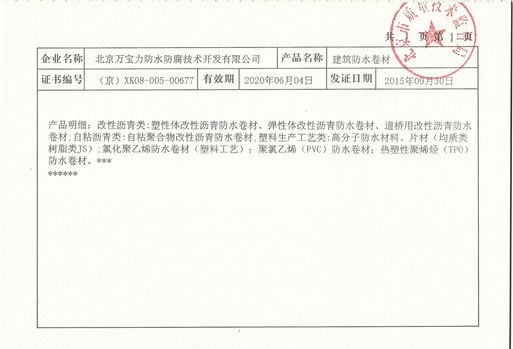 共 1 页 第 1 页
北京市质量技术监督局
企业名称 北京万宝力防水防腐技术开发有限公司 产品名称 建筑防水卷材
证书编号 (京)XK08-005-00677 有效期 2020年06月04日 发证日期 2015年09月30日
产品明细:改性沥青类:塑性体改性沥青防水卷材、弹性体改性沥青防水卷材、道桥用改性沥青防水
卷材;自粘沥青类:自粘聚合物改性沥青防水卷材;塑料生产工艺类:高分子防水材料、片材(均质类
树脂类JS);氯化聚乙烯防水卷材(塑料工艺);聚氯乙烯(PVC)防水卷材;热塑性聚烯烃(TPO)
防水卷材。***
******